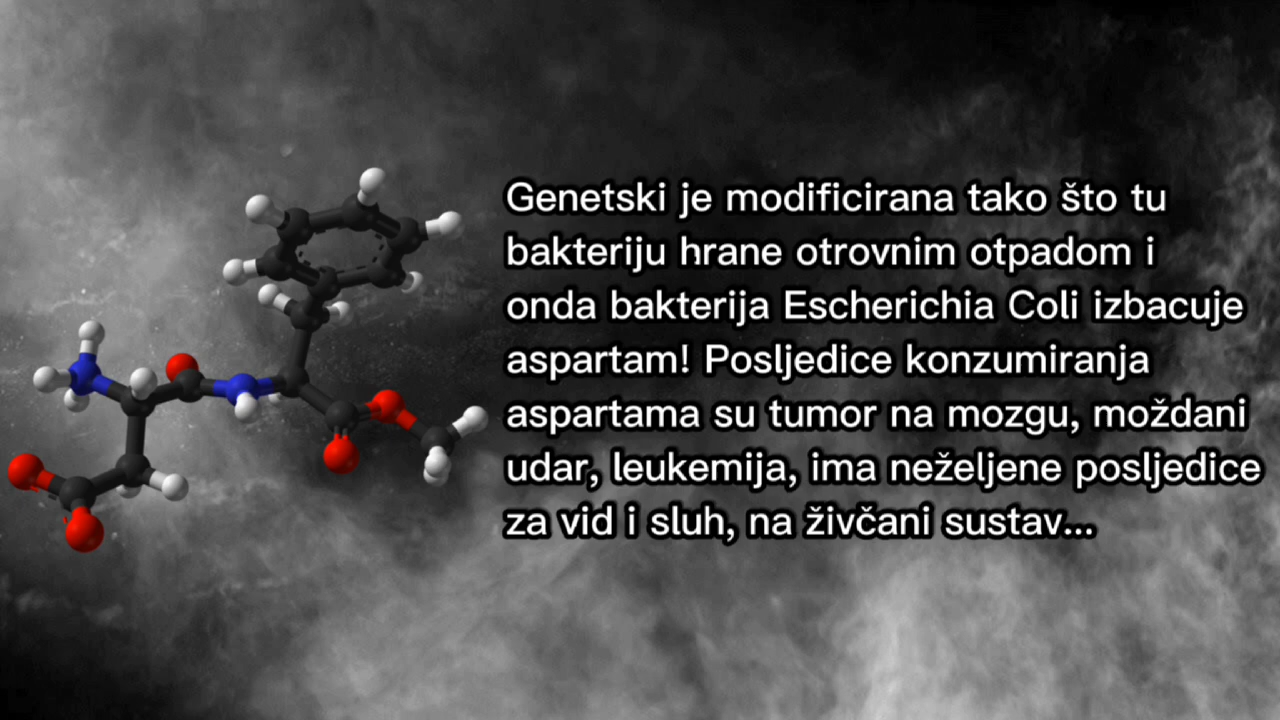 Genetski je modificirana tako što tu
bakteriju hrane otrovnim otpadom i
onda bakterija Escherichia Coli izbacuje
aspartam! Posljedice konzumiranja
aspartama su tumor na mozgu, moždani
udar, leukemija, ima neželjene posljedice
za vid i sluh, na živčani sustav...